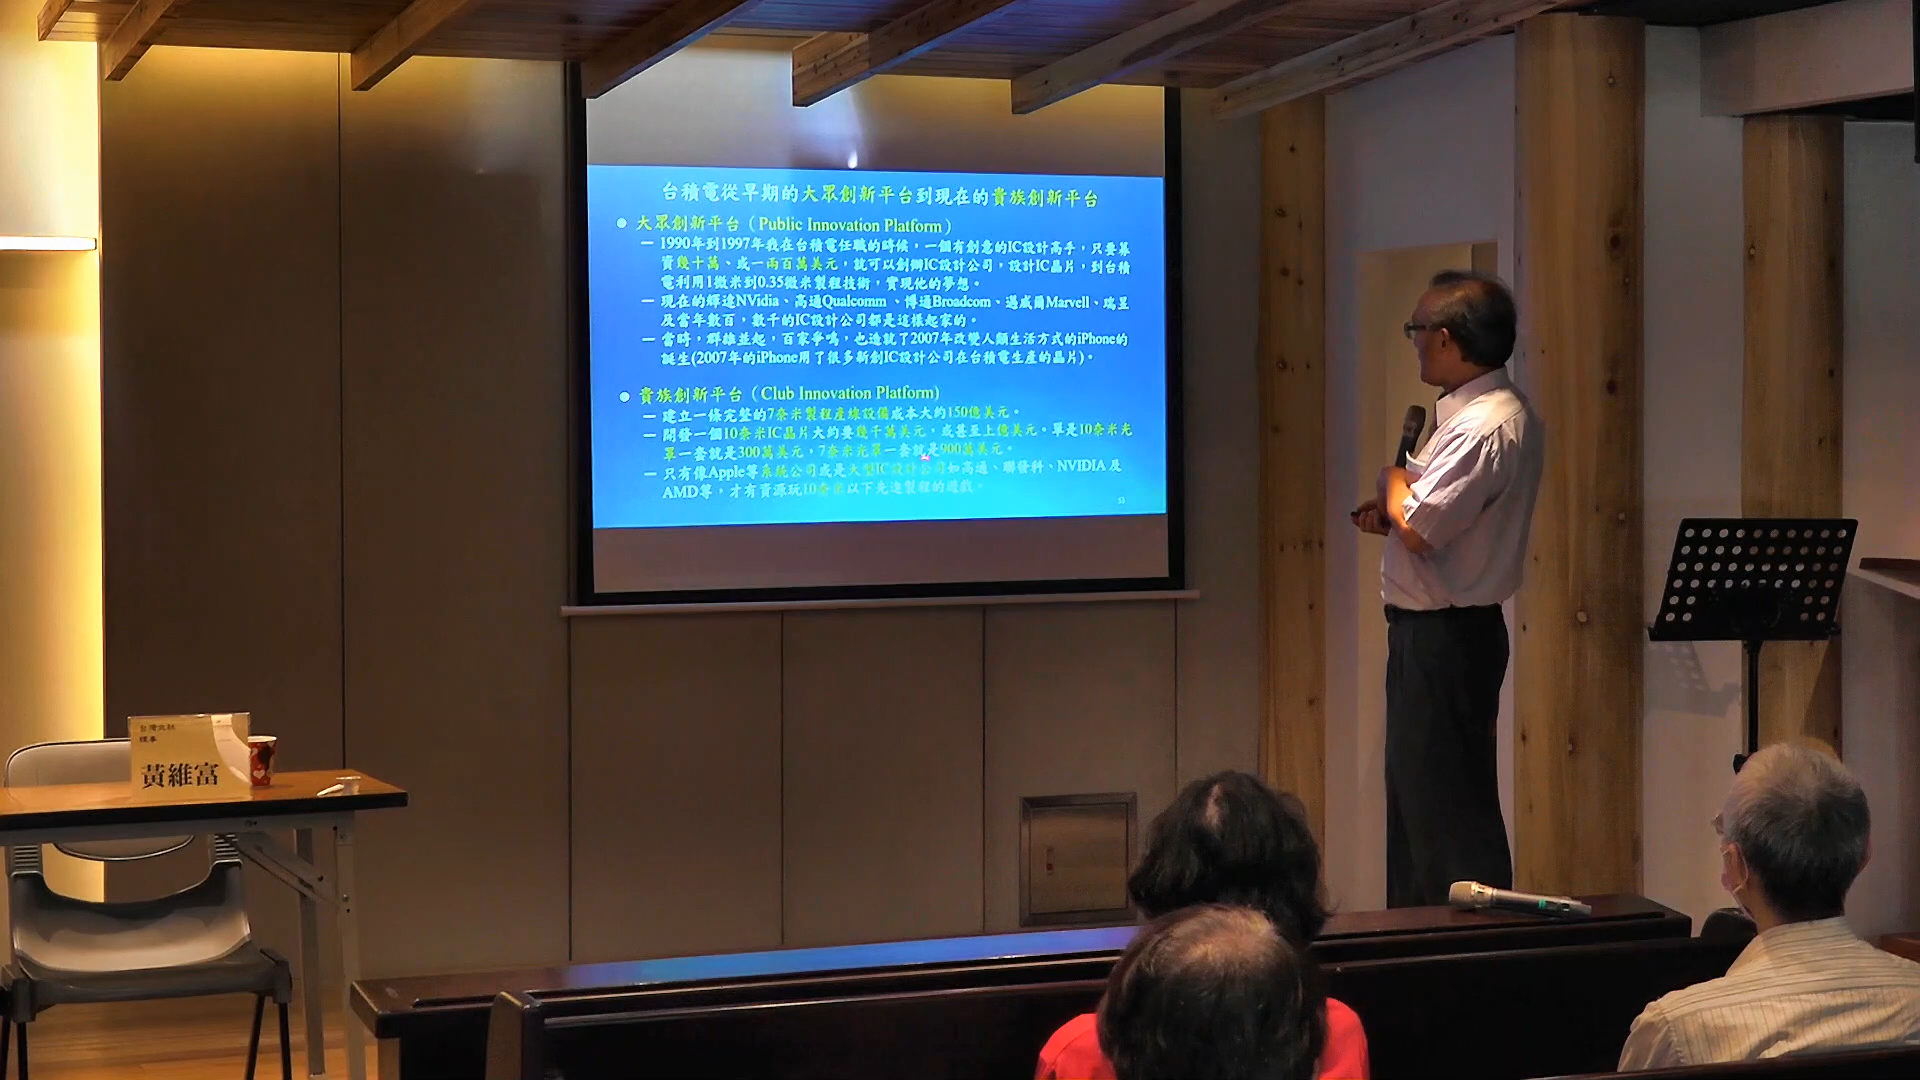 台積電從早期的大眾創新平台到現在的貴族創新平台
● 大眾創新平台（Public Innovation Platform）
— 1990年到1997年我在台積電任職的時候，一個有創意的IC設計高手，只要募
資幾十萬、或一兩百萬美元，就可以創辦IC設計公司，設計IC晶片，到台積
電利用1微米到0.35微米製程技術，實現他的夢想。
— 現在的輝達NVidia、高通Qualcomm、博通Broadcom、邁威爾Marvell、瑞昱
及當年數百，數千的IC設計公司都是這樣起家的。
— 當時，群雄並起，百家爭鳴，也造就了2007年改變人類生活方式的iPhone的
誕生(2007年的iPhone用了很多新創IC設計公司在台積電生產的晶片)。
● 貴族創新平台（Club Innovation Platform)
— 建立一條完整的7奈米製程產線設備成本大約150億美元。
— 開發一個10奈米IC晶片大約要幾千萬美元，或甚至上億美元。單是10奈米光
罩一套就是300萬美元，7奈米光罩一套就是900萬美元。
— 只有像Apple等系統公司或是大型IC設計公司如高通、聯發科、NVIDIA 及
AMD等，才有資源玩10奈米以下先進製程的遊戲。
53
台灣北社
理事
黃維富